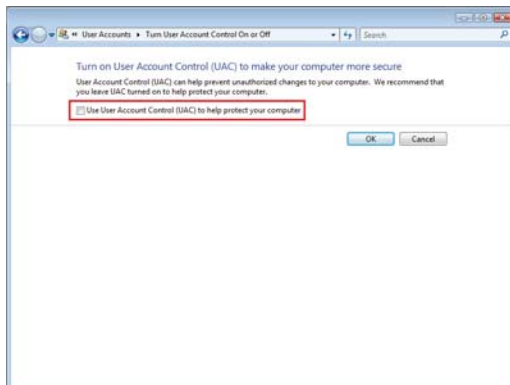 « User Accounts ▸ Turn User Account Control On or Off
Search
Turn on User Account Control (UAC) to make your computer more secure
User Account Control (UAC) can help prevent unauthorized changes to your computer. We recommend that
you leave UAC turned on to help protect your computer.
Use User Account Control (UAC) to help protect your computer
OK
Cancel